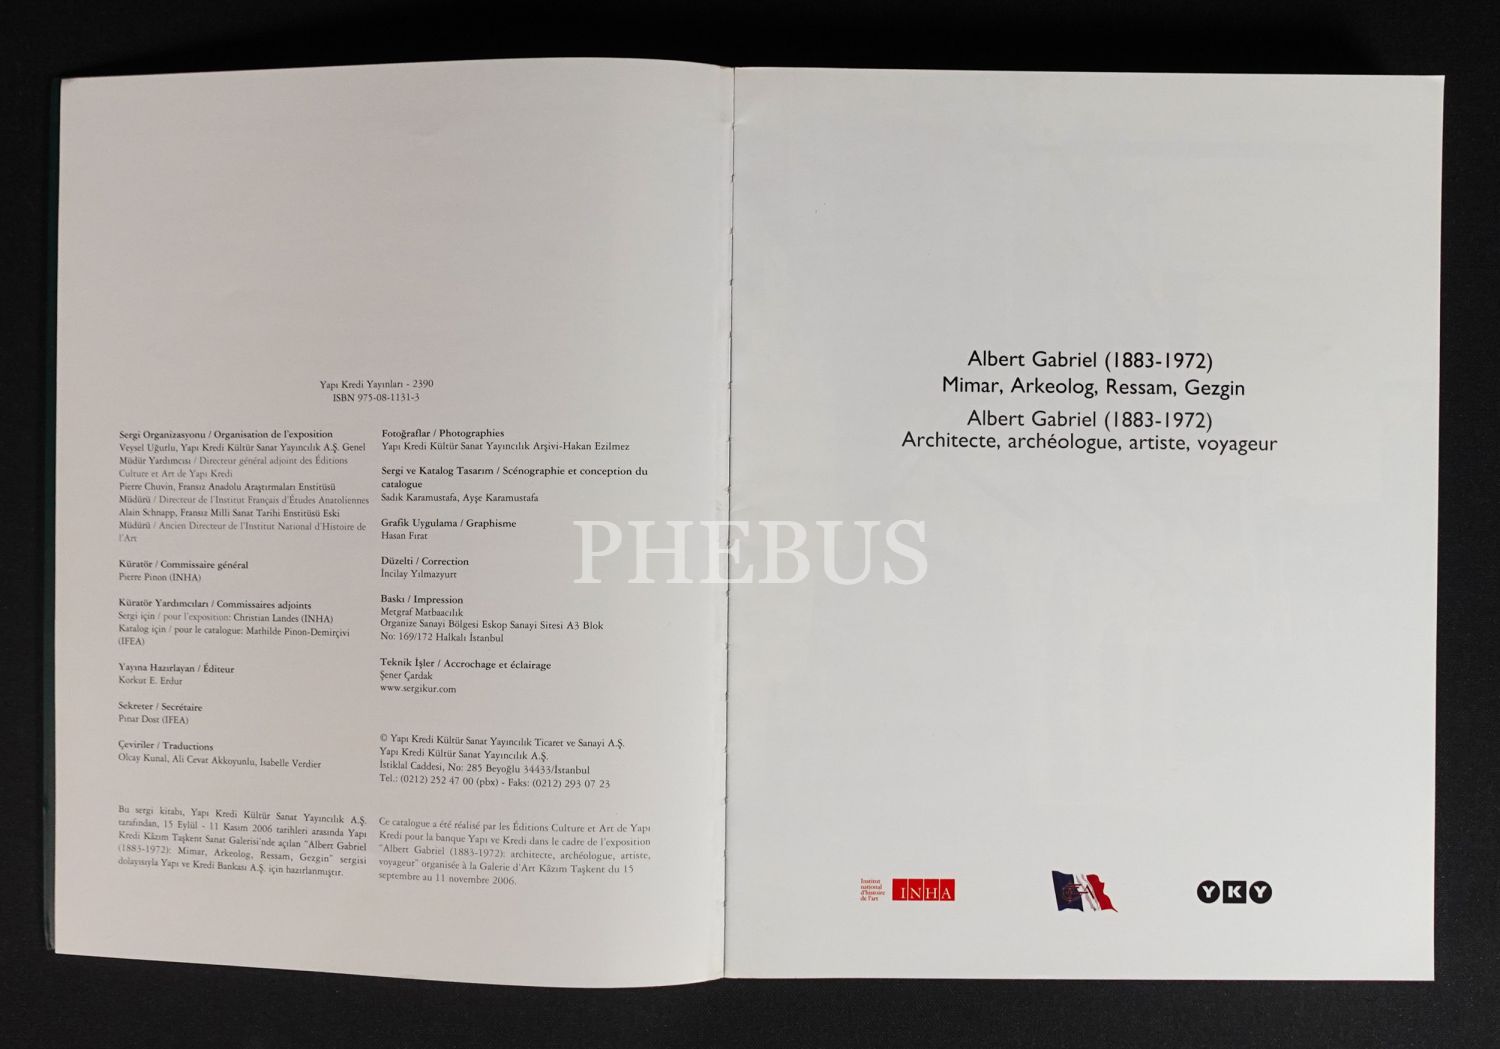 Yapı Kredi Yayınları - 2390
ISBN 975-08-1131-3
Sergi Organizasyonu / Organisation de l'exposition
Veysel Uğurlu, Yapı Kredi Kültür Sanat Yayıncılık A.Ş. Genel
Müdür Yardımcısı / Directeur général adjoint des Éditions
Culture et Art de Yapı Kredi
Pierre Chuvin, Fransız Anadolu Araştırmaları Enstitüsü
Müdürü / Directeur de l'Institut Français d'Études Anatoliennes
Alain Schnapp, Fransız Milli Sanat Tarihi Enstitüsü Eski
Müdürü / Ancien Directeur de l'Institut National d'Histoire de
l'Art
Küratör / Commissaire général
Pierre Pinon (INHA)
Küratör Yardımcıları / Commissaires adjoints
Sergi için / pour l'exposition: Christian Landes (INHA)
Katalog için / pour le catalogue: Mathilde Pinon-Demirçivi
(IFEA)
Yayına Hazırlayan / Éditeur
Korkut E. Erdur
Sekreter / Secrétaire
Pınar Dost (IFEA)
Çeviriler / Traductions
Olcay Kunal, Ali Cevat Akkoyunlu, Isabelle Verdier
Bu sergi kitabı, Yapı Kredi Kültür Sanat Yayıncılık A.Ş.
tarafından, 15 Eylül - 11 Kasım 2006 tarihleri arasında Yapı
Kredi Kâzım Taşkent Sanat Galerisi'nde açılan "Albert Gabriel
(1883-1972): Mimar, Arkeolog, Ressam, Gezgin" sergisi
dolayısıyla Yapı ve Kredi Bankası A.Ş. için hazırlanmıştır.
Fotoğraflar / Photographies
Yapı Kredi Kültür Sanat Yayıncılık Arşivi-Hakan Ezilmez
Sergi ve Katalog Tasarım / Scénographie et conception du
catalogue
Sadık Karamustafa, Ayşe Karamustafa
Grafik Uygulama / Graphisme
Hasan Fırat
Düzelti / Correction
İncilay Yılmazyurt
Baskı / Impression
Metgraf Matbaacılık
Organize Sanayi Bölgesi Eskop Sanayi Sitesi A3 Blok
No: 169/172 Halkalı İstanbul
Teknik İşler / Accrochage et éclairage
Şener Çardak
www.sergikur.com
© Yapı Kredi Kültür Sanat Yayıncılık Ticaret ve Sanayi A.Ş.
Yapı Kredi Kültür Sanat Yayıncılık A.Ş.
İstiklal Caddesi, No: 285 Beyoğlu 34433/İstanbul
Tel.: (0212) 252 47 00 (pbx) - Faks: (0212) 293 07 23
Ce catalogue a été réalisé par les Éditions Culture et Art de Yapı
Kredi pour la banque Yapı ve Kredi dans le cadre de l'exposition
"Albert Gabriel (1883-1972): architecte, archéologue, artiste,
voyageur" organisée à la Galerie d'Art Kâzım Taşkent du 15
septembre au 11 novembre 2006.
PHEBUS
Albert Gabriel (1883-1972)
Mimar, Arkeolog, Ressam, Gezgin
Albert Gabriel (1883-1972)
Architecte, archéologue, artiste, voyageur
Institut
national
d'histoire
de l'art
INHA
YKY